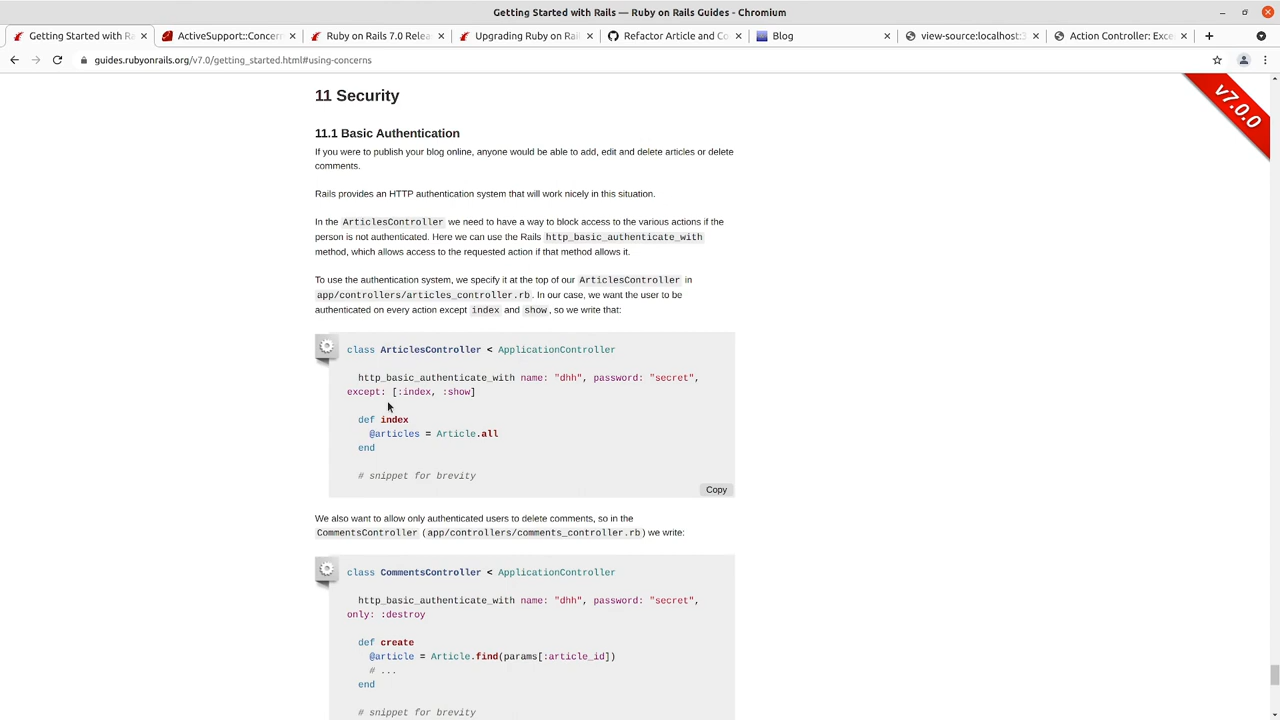 Getting Started with Rails — Ruby on Rails Guides - Chromium
Getting Started with Ra
ActiveSupport::Concern
Ruby on Rails 7.0 Relea
Upgrading Ruby on Rail
Refactor Article and Co
Blog
view-source:localhost:3
Action Controller: Exce
guides.rubyonrails.org/v7.0/getting_started.html#using-concerns
v7.0.0
11 Security
11.1 Basic Authentication
If you were to publish your blog online, anyone would be able to add, edit and delete articles or delete
comments.
Rails provides an HTTP authentication system that will work nicely in this situation.
In the ArticlesController we need to have a way to block access to the various actions if the
person is not authenticated. Here we can use the Rails http_basic_authenticate_with
method, which allows access to the requested action if that method allows it.
To use the authentication system, we specify it at the top of our ArticlesController in
app/controllers/articles_controller.rb. In our case, we want the user to be
authenticated on every action except index and show, so we write that:
class ArticlesController < ApplicationController
http_basic_authenticate_with name: "dhh", password: "secret",
except: [:index, :show]
def index
@articles = Article.all
end
# snippet for brevity
Copy
We also want to allow only authenticated users to delete comments, so in the
CommentsController (app/controllers/comments_controller.rb) we write:
class CommentsController < ApplicationController
http_basic_authenticate_with name: "dhh", password: "secret",
only: :destroy
def create
@article = Article.find(params[:article_id])
# ...
end
# snippet for brevity